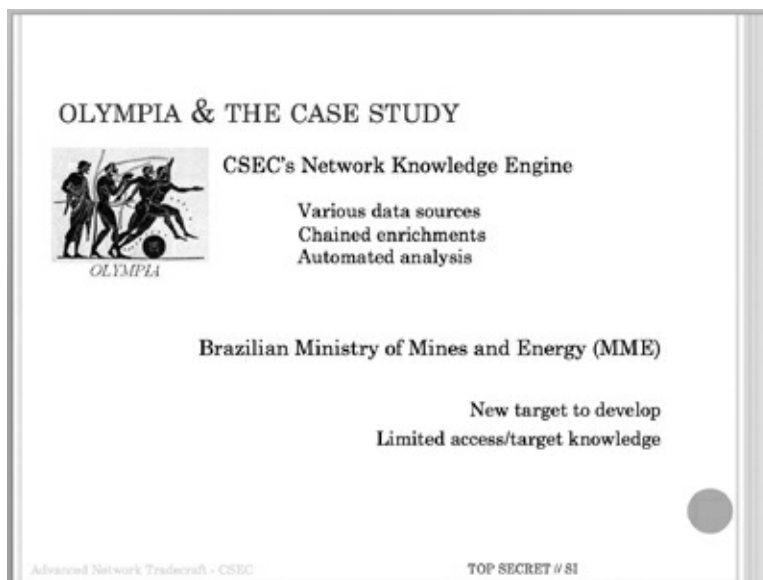 OLYMPIA & THE CASE STUDY
CSEC's Network Knowledge Engine
Various data sources
Chained enrichments
Automated analysis
OLYMPIA
Brazilian Ministry of Mines and Energy (MME)
New target to develop
Limited access/target knowledge
Advanced Network Tradecraft - CSEC
TOP SECRET // SI